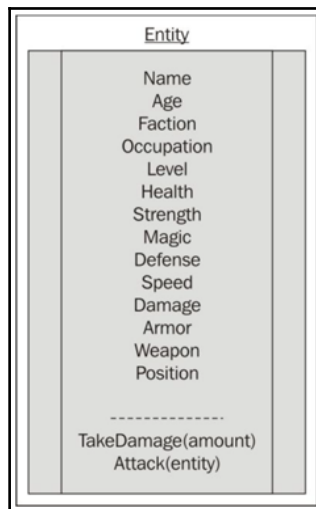 Entity
Name
Age
Faction
Occupation
Level
Health
Strength
Magic
Defense
Speed
Damage
Armor
Weapon
Position
TakeDamage(amount)
Attack(entity)